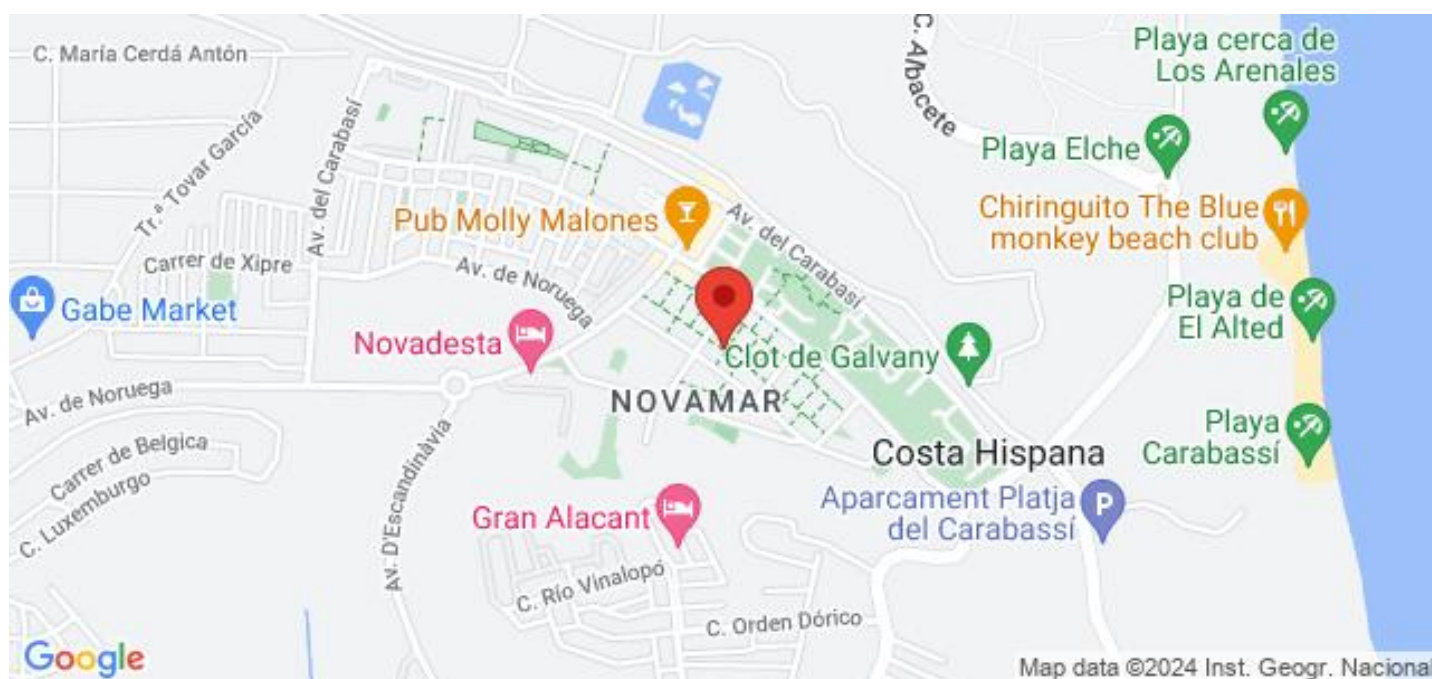 C. María Cerdá Antón
C. Albacete
Playa cerca de
Los Arenales
Tr.ª Tovar García
Av. del Carabasí
Playa Elche
Pub Molly Malones
Av. del Carabasí
Chiringuito The Blue
monkey beach club
Carrer de Xipre
Av. de Noruega
Gabe Market
Playa de
El Alted
Novadesta
Clot de Galvany
Av. de Noruega
NOVAMAR
Playa
Carabassí
Carrer de Belgica
Costa Hispana
C. Luxemburgo
Av. D'Escandinàvia
Gran Alacant
Aparcament Platja
del Carabassí
P
C. Río Vinalopó
C. Orden Dórico
Google
Map data ©2024 Inst. Geogr. Nacional